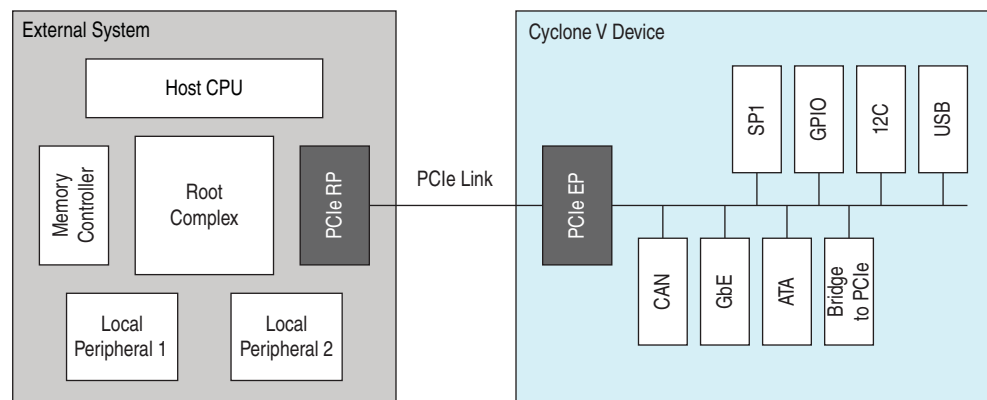 External System
Host CPU
Memory
Controller
Root
Complex
PCIe RP
Local
Peripheral 1
Local
Peripheral 2
PCIe Link
Cyclone V Device
PCIe EP
SP1
GPIO
12C
USB
CAN
GbE
ATA
Bridge
to PCIe